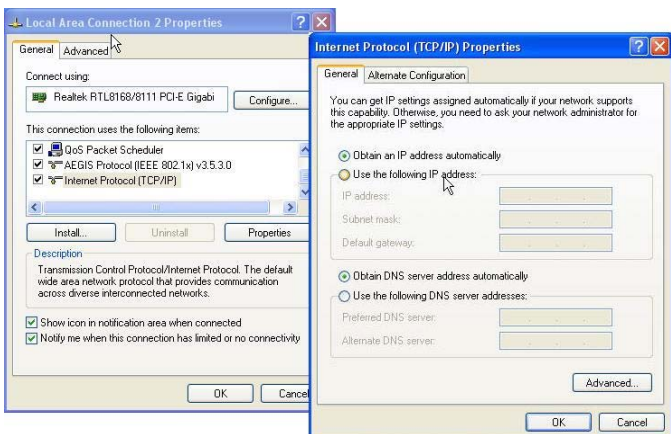 Local Area Connection 2 Properties
General Advanced
Connect using:
Realtek RTL8168/8111 PCI-E Gigabi
Configure...
This connection uses the following items:
QoS Packet Scheduler
AEGIS Protocol (IEEE 802.1x) v3.5.3.0
Internet Protocol (TCP/IP)
Install... Uninstall Properties
Description
Transmission Control Protocol/Internet Protocol. The default
wide area network protocol that provides communication
across diverse interconnected networks.
Show icon in notification area when connected
Notify me when this connection has limited or no connectivity
OK Cancel
Internet Protocol (TCP/IP) Properties
General Alternate Configuration
You can get IP settings assigned automatically if your network supports
this capability. Otherwise, you need to ask your network administrator for
the appropriate IP settings.
Obtain an IP address automatically
Use the following IP address:
IP address:
Subnet mask:
Default gateway:
Obtain DNS server address automatically
Use the following DNS server addresses:
Preferred DNS server:
Alternate DNS server:
Advanced...
OK Cancel